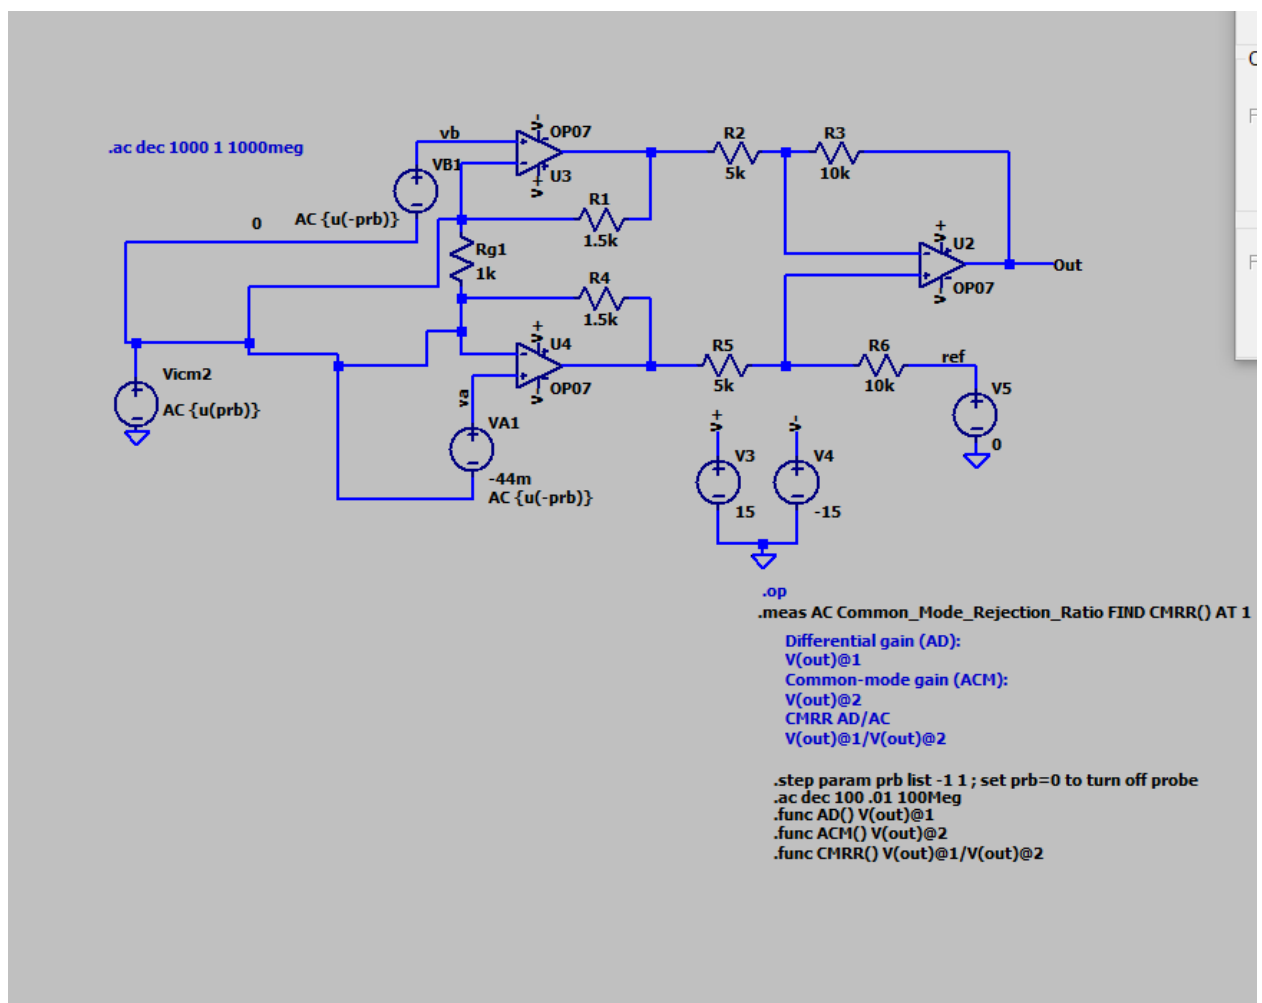 .ac dec 1000 1 1000meg
vb
VB1
AC {u(-prb)}
0
V-
OP07
U3
V+
R1
1.5k
Rg1
1k
R4
1.5k
V+
U4
OP07
V-
va
VA1
-44m
AC {u(-prb)}
Vicm2
AC {u(prb)}
R2
5k
R3
10k
V+
U2
OP07
V-
Out
R5
5k
R6
10k
ref
V5
0
V+
V3
15
V-
V4
-15
.op
.meas AC Common_Mode_Rejection_Ratio FIND CMRR() AT 1
Differential gain (AD):
V(out)@1
Common-mode gain (ACM):
V(out)@2
CMRR AD/AC
V(out)@1/V(out)@2
.step param prb list -1 1 ; set prb=0 to turn off probe
.ac dec 100 .01 100Meg
.func AD() V(out)@1
.func ACM() V(out)@2
.func CMRR() V(out)@1/V(out)@2